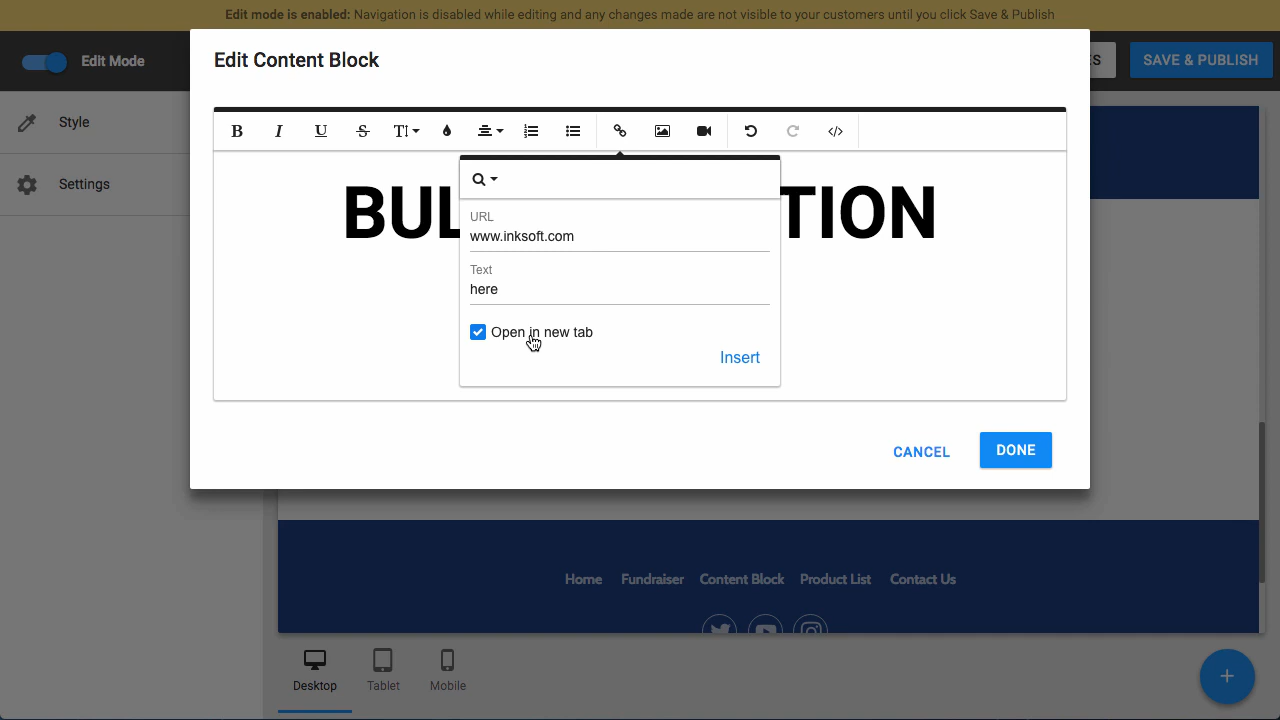 Edit mode is enabled: Navigation is disabled while editing and any changes made are not visible to your customers until you click Save & Publish
Edit Mode
Edit Content Block
SAVE & PUBLISH
Style
Settings
B I U S T
URL
www.inksoft.com
Text
here
Open in new tab
Insert
CANCEL
DONE
Home Fundraiser Content Block Product List Contact Us
Desktop Tablet Mobile